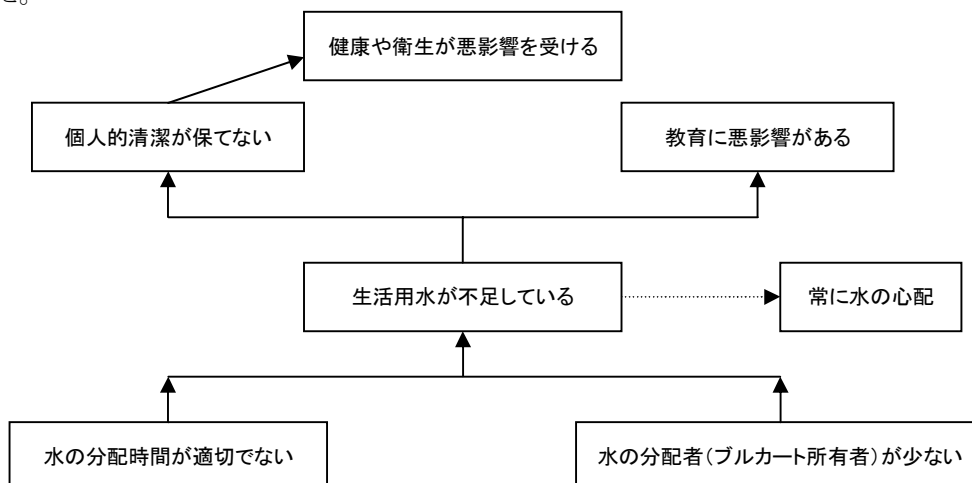 と。
健康や衛生が悪影響を受ける
個人的清潔が保てない
教育に悪影響がある
生活用水が不足している
常に水の心配
水の分配時間が適切でない
水の分配者(ブルカート所有者)が少ない